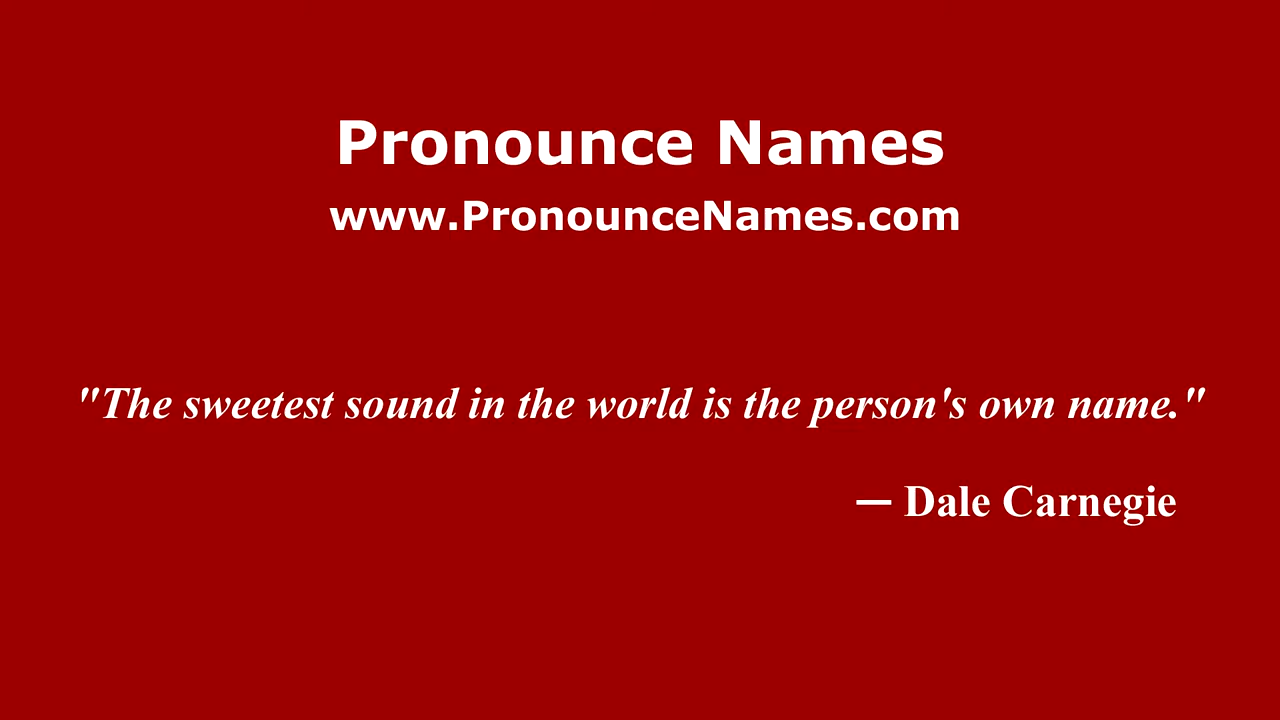 Pronounce Names
www.PronounceNames.com
"The sweetest sound in the world is the person's own name."
— Dale Carnegie